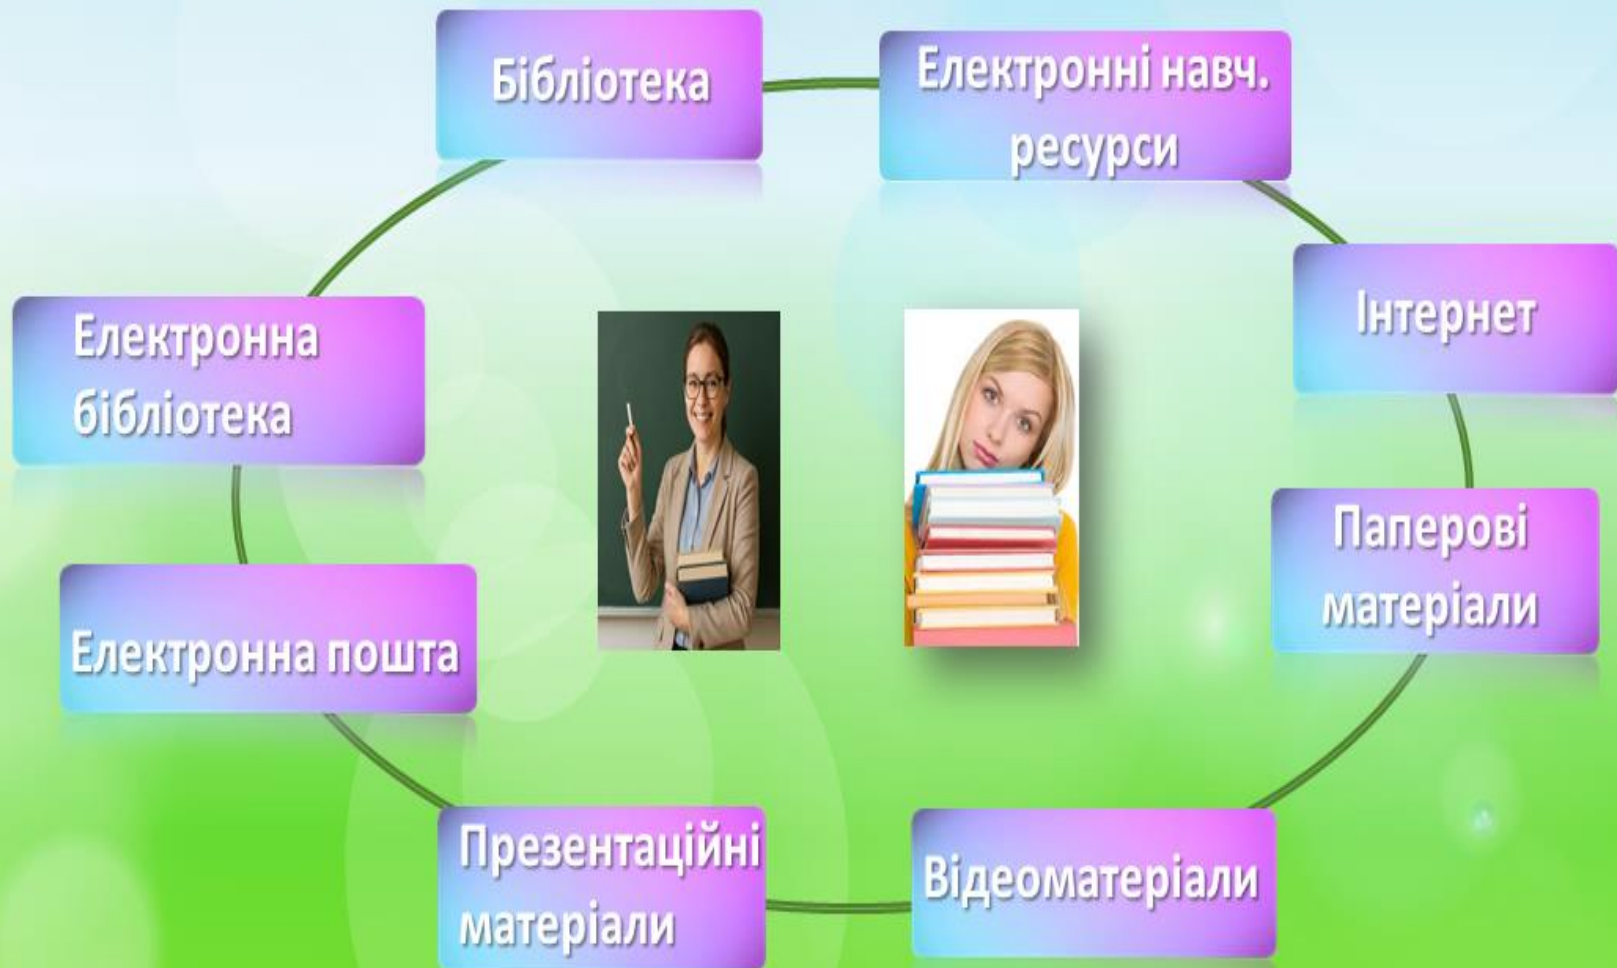 Бібліотека
Електронні навч.
ресурси
Інтернет
Паперові
матеріали
Відеоматеріали
Презентаційні
матеріали
Електронна пошта
Електронна
бібліотека